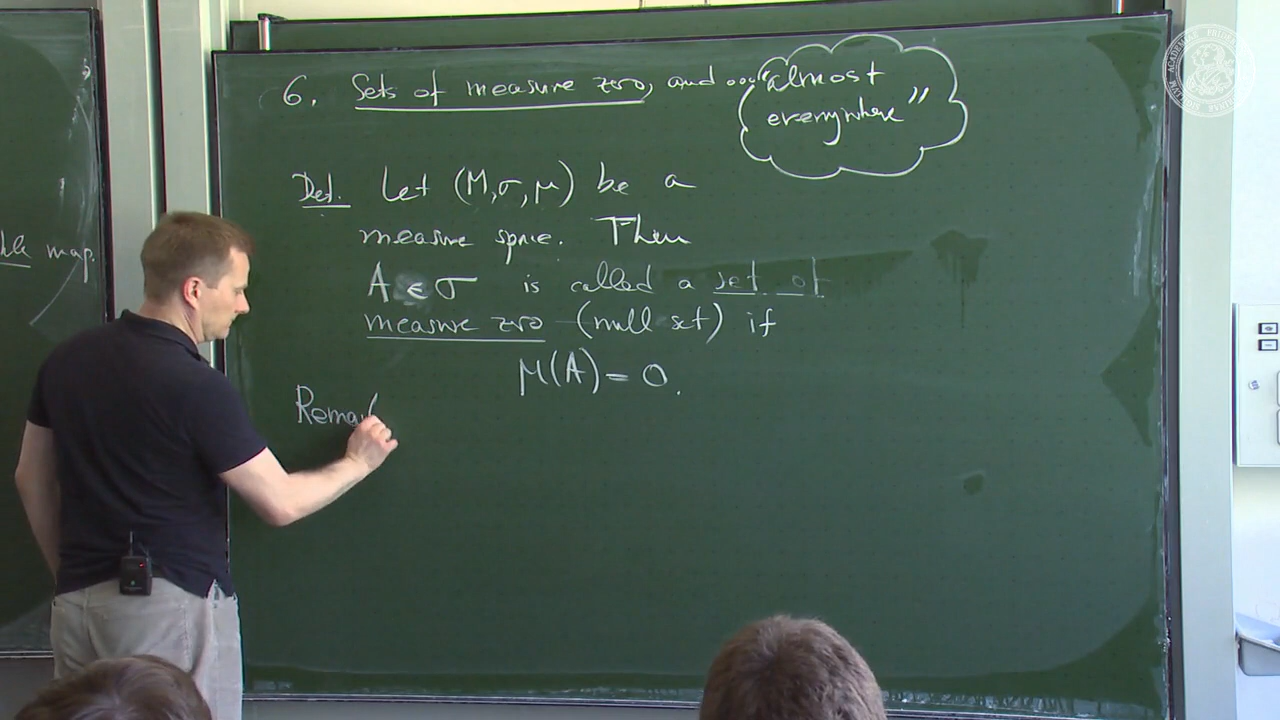 6. Sets of measure zero, and ... "almost
everywhere"
Def. Let (M, σ, μ) be a
measure space. Then
A ∈ σ is called a set of
measure zero (null set) if
μ(A) = 0.
Remark
map.